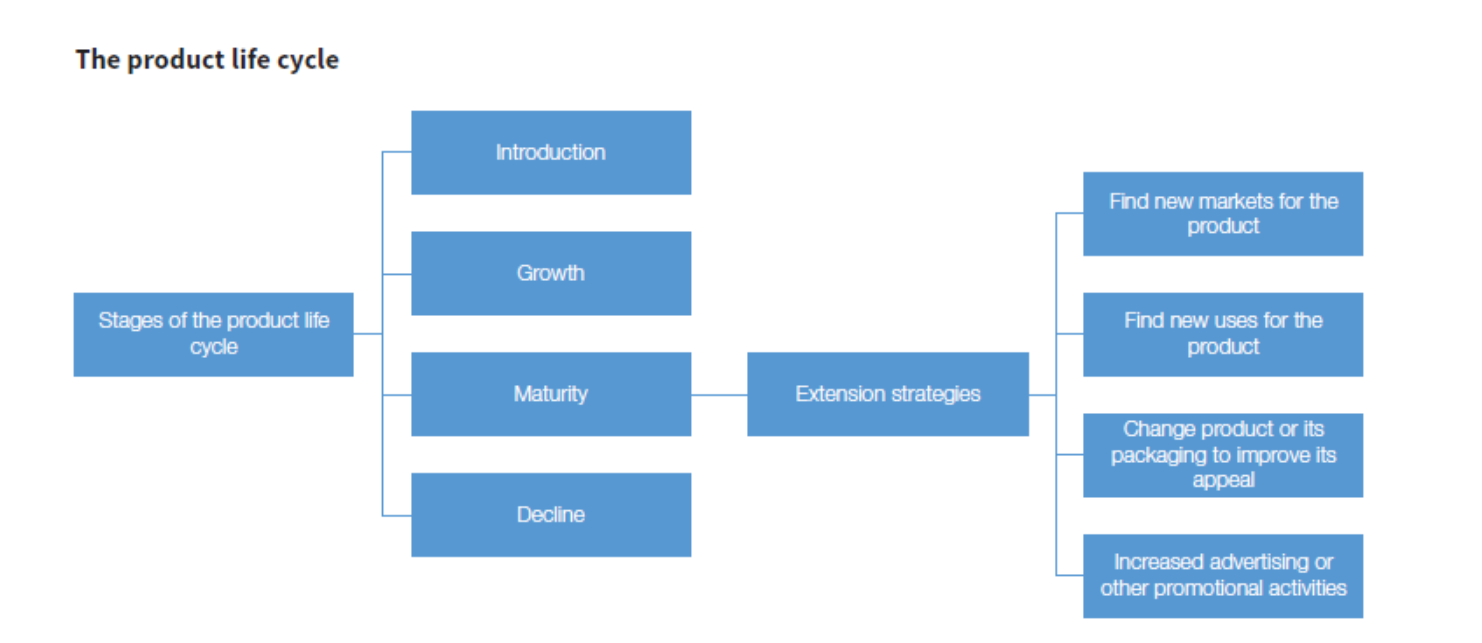 The product life cycle
Introduction
Growth
Stages of the product life
cycle
Maturity
Decline
Extension strategies
Find new markets for the
product
Find new uses for the
product
Change product or its
packaging to improve its
appeal
Increased advertising or
other promotional activities